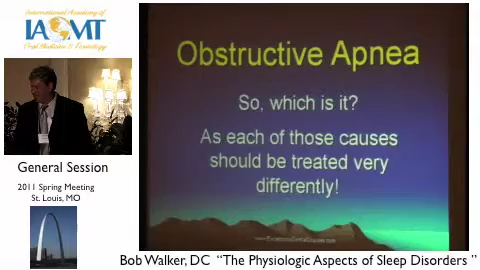 International Academy of
IAOMT
Oral Medicine & Toxicology
General Session
2011 Spring Meeting
St. Louis, MO
Obstructive Apnea
So, which is it?
As each of those causes
should be treated very
differently!
Bob Walker, DC “The Physiologic Aspects of Sleep Disorders ”